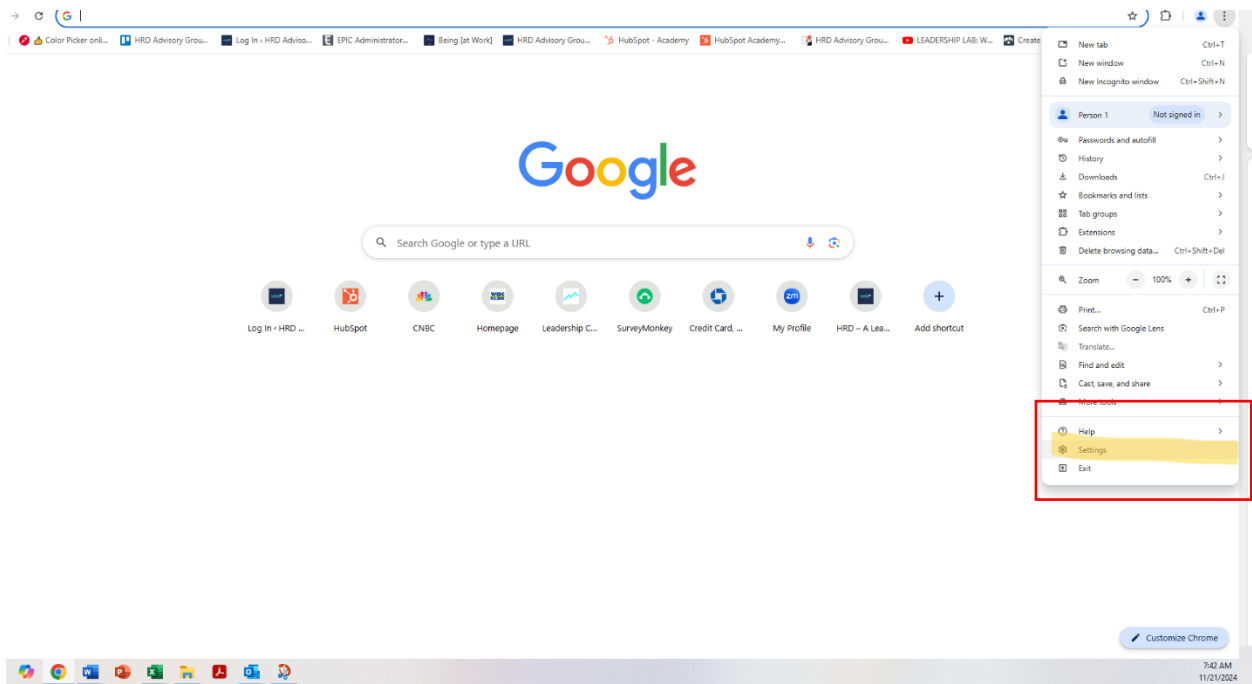 G
Color Picker onli... HRD Advisory Grou... Log In ‹ HRD Adviso... EPIC Administrator... Being [at Work] HRD Advisory Grou... HubSpot - Academy HubSpot Academy... HRD Advisory Grou... LEADERSHIP LAB: W... Create
New tab Ctrl+T
New window Ctrl+N
New Incognito window Ctrl+Shift+N
Person 1 Not signed in
Passwords and autofill
History
Downloads Ctrl+J
Bookmarks and lists
Tab groups
Extensions
Delete browsing data... Ctrl+Shift+Del
Zoom − 100% +
Print... Ctrl+P
Search with Google Lens
Translate...
Find and edit
Cast, save, and share
More tools
Help
Settings
Exit
Google
Search Google or type a URL
zm
Log In ‹ HRD ... HubSpot CNBC Homepage Leadership C... SurveyMonkey Credit Card, ... My Profile HRD – A Lea... Add shortcut
Customize Chrome
7:42 AM
11/21/2024